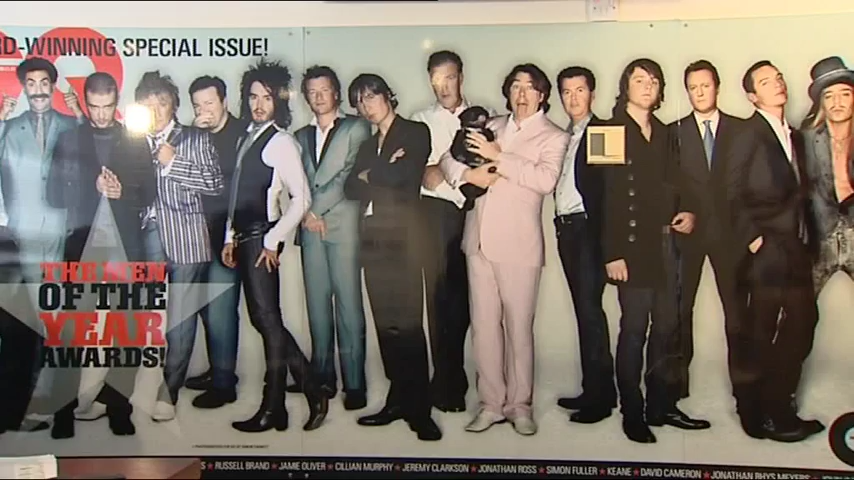 RD-WINNING SPECIAL ISSUE!
THE MEN
OF THE
YEAR
AWARDS!
S ★ RUSSELL BRAND ★ JAMIE OLIVER ★ CILLIAN MURPHY ★ JEREMY CLARKSON ★ JONATHAN ROSS ★ SIMON FULLER ★ KEANE ★ DAVID CAMERON ★ JONATHAN RHYS MEYERS